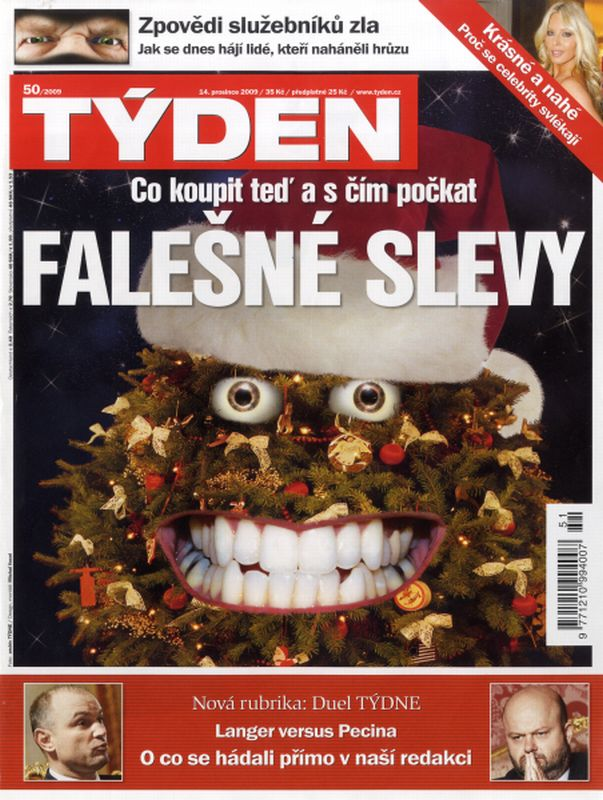 Zpovědi služebníků zla
Jak se dnes hájí lidé, kteří naháněli hrůzu
Krásné a nahé
Proč se celebrity svlékají
50/2009
14. prosince 2009 / 35 Kč / předplatné 25 Kč / www.tyden.cz
TÝDEN
Co koupit teď a s čím počkat
FALEŠNÉ SLEVY
51
9 771210 994007
Nová rubrika: Duel TÝDNE
Langer versus Pecina
O co se hádali přímo v naší redakci